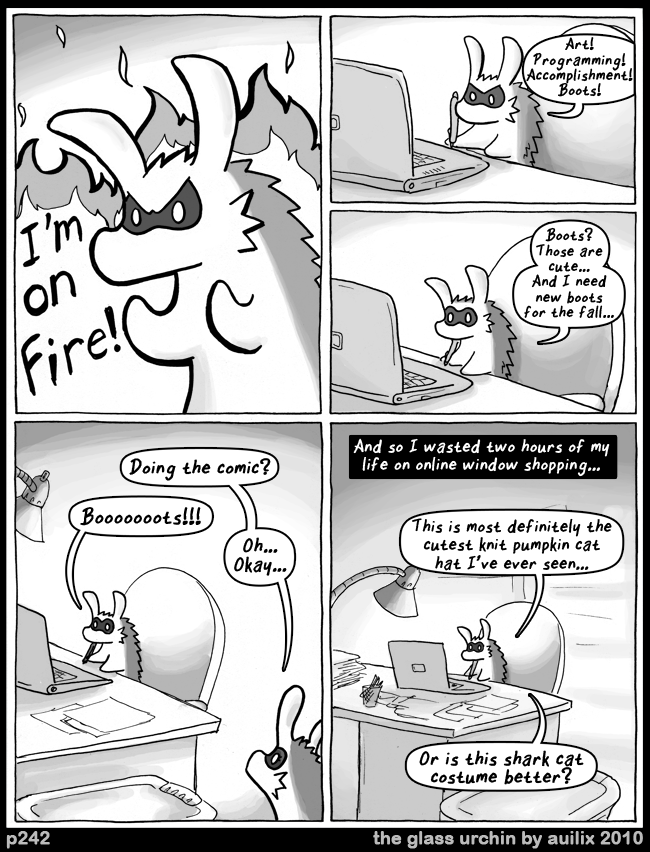 I'm
on
Fire!
Art!
Programming!
Accomplishment!
Boots!
Boots?
Those are
cute...
And I need
new boots
for the fall...
Doing the comic?
Booooooots!!!
Oh...
Okay...
And so I wasted two hours of my
life on online window shopping...
This is most definitely the
cutest knit pumpkin cat
hat I've ever seen...
Or is this shark cat
costume better?
p242
the glass urchin by auilix 2010